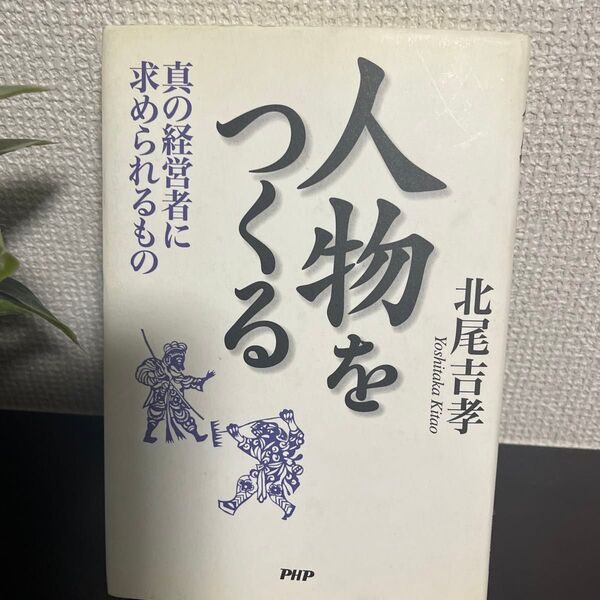 北尾吉孝
Yoshitaka Kitao
人物を
つくる
真の経営者に
求められるもの
PHP